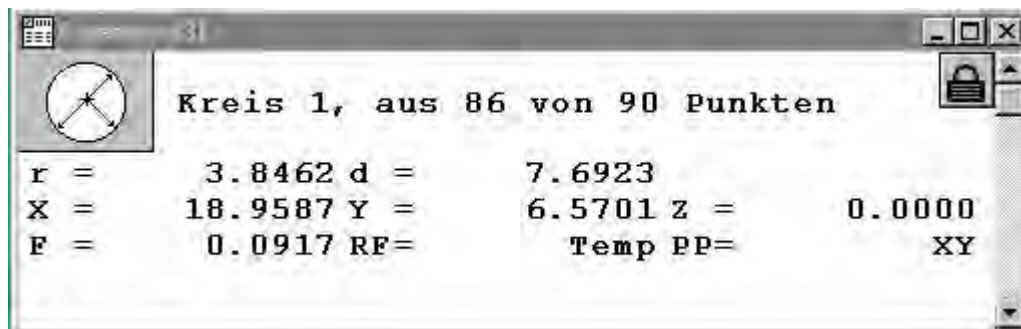 Kreis 1, aus 86 von 90 Punkten
r = 3.8462 d = 7.6923
X = 18.9587 Y = 6.5701 Z = 0.0000
F = 0.0917 RF= Temp PP= XY